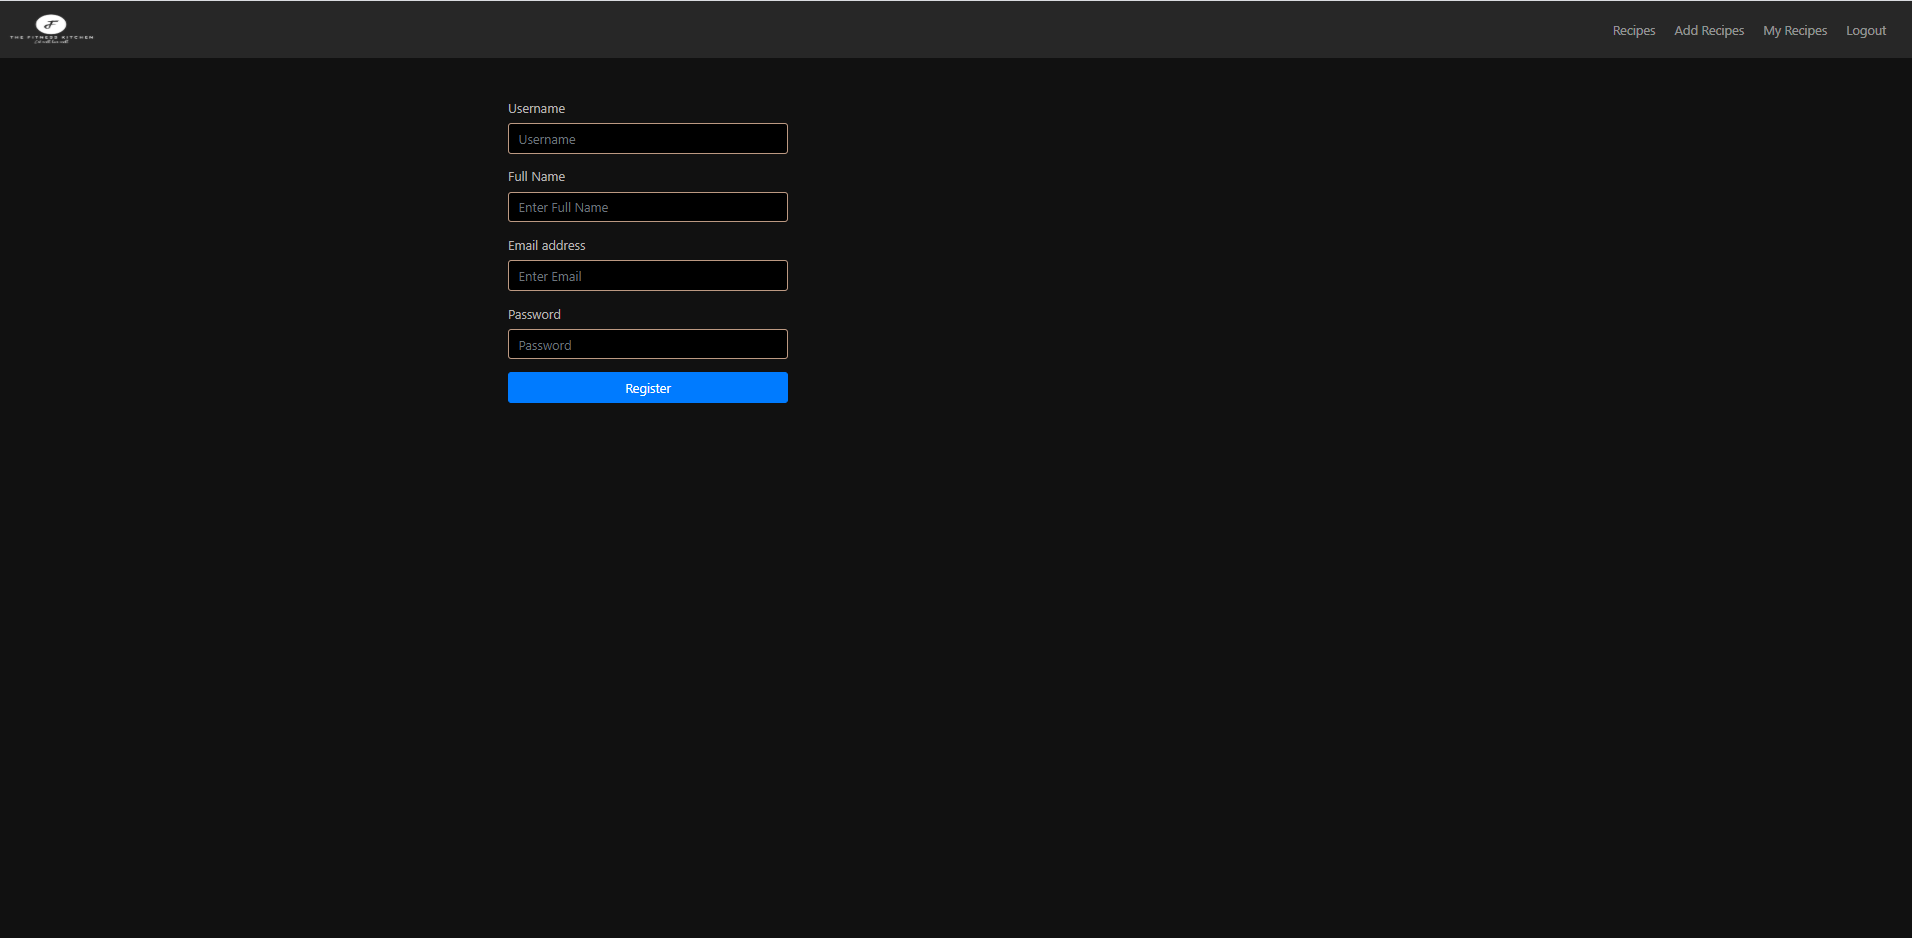 THE FITNESS KITCHEN
Recipes Add Recipes My Recipes Logout
Username
Username
Full Name
Enter Full Name
Email address
Enter Email
Password
Password
Register